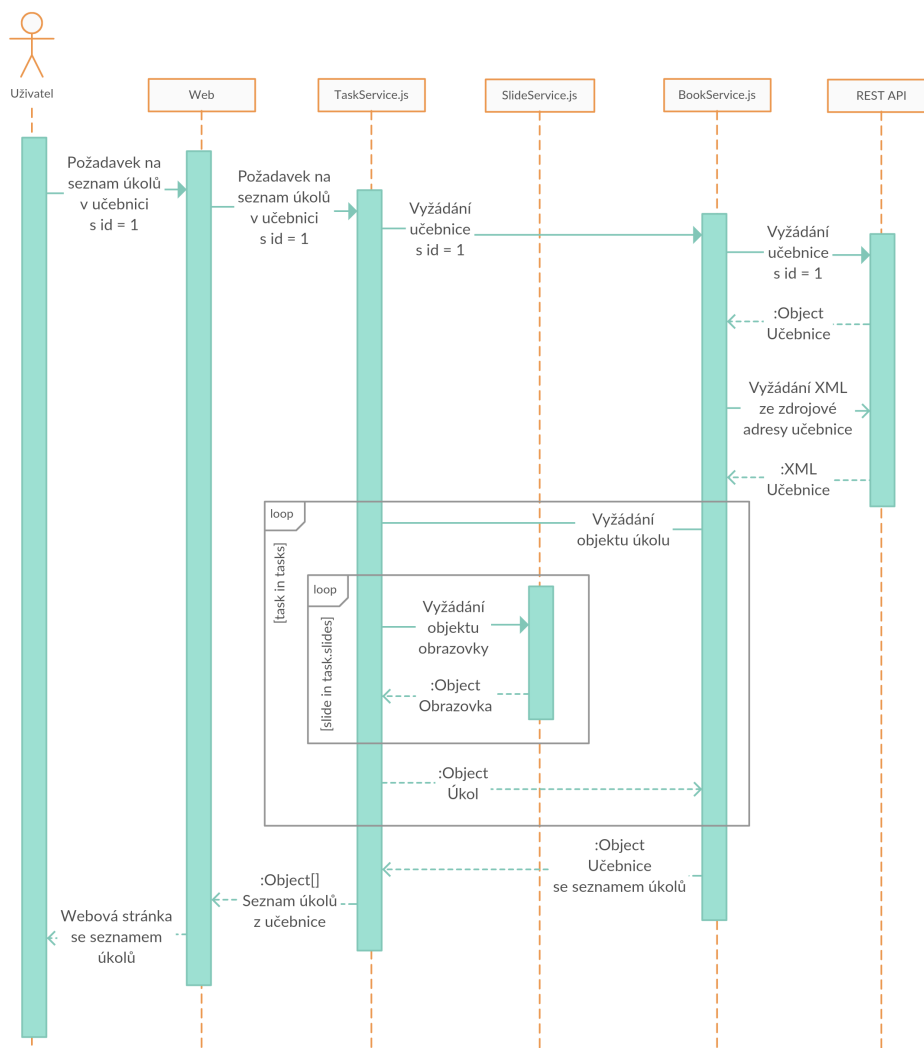 Uživatel
Web
TaskService.js
SlideService.js
BookService.js
REST API
Požadavek na
seznam úkolů
v učebnici
s id = 1
Požadavek na
seznam úkolů
v učebnici
s id = 1
Vyžádání
učebnice
s id = 1
Vyžádání
učebnice
s id = 1
:Object
Učebnice
Vyžádání XML
ze zdrojové
adresy učebnice
:XML
Učebnice
loop
[task in tasks]
Vyžádání
objektu úkolu
loop
[slide in task.slides]
Vyžádání
objektu
obrazovky
:Object
Obrazovka
:Object
Úkol
:Object
Učebnice
se seznamem úkolů
:Object[]
Seznam úkolů
z učebnice
Webová stránka
se seznamem
úkolů